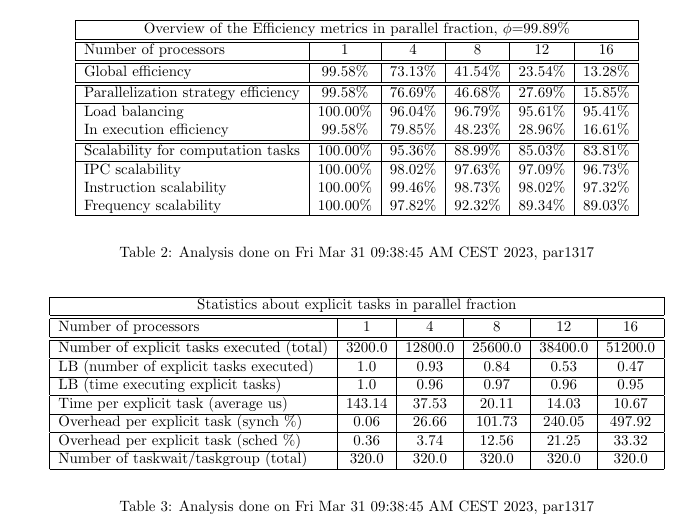 Overview of the Efficiency metrics in parallel fraction, ϕ=99.89%
Number of processors 1 4 8 12 16
Global efficiency 99.58% 73.13% 41.54% 23.54% 13.28%
Parallelization strategy efficiency 99.58% 76.69% 46.68% 27.69% 15.85%
Load balancing 100.00% 96.04% 96.79% 95.61% 95.41%
In execution efficiency 99.58% 79.85% 48.23% 28.96% 16.61%
Scalability for computation tasks 100.00% 95.36% 88.99% 85.03% 83.81%
IPC scalability 100.00% 98.02% 97.63% 97.09% 96.73%
Instruction scalability 100.00% 99.46% 98.73% 98.02% 97.32%
Frequency scalability 100.00% 97.82% 92.32% 89.34% 89.03%
Table 2: Analysis done on Fri Mar 31 09:38:45 AM CEST 2023, par1317
Statistics about explicit tasks in parallel fraction
Number of processors 1 4 8 12 16
Number of explicit tasks executed (total) 3200.0 12800.0 25600.0 38400.0 51200.0
LB (number of explicit tasks executed) 1.0 0.93 0.84 0.53 0.47
LB (time executing explicit tasks) 1.0 0.96 0.97 0.96 0.95
Time per explicit task (average us) 143.14 37.53 20.11 14.03 10.67
Overhead per explicit task (synch %) 0.06 26.66 101.73 240.05 497.92
Overhead per explicit task (sched %) 0.36 3.74 12.56 21.25 33.32
Number of taskwait/taskgroup (total) 320.0 320.0 320.0 320.0 320.0
Table 3: Analysis done on Fri Mar 31 09:38:45 AM CEST 2023, par1317